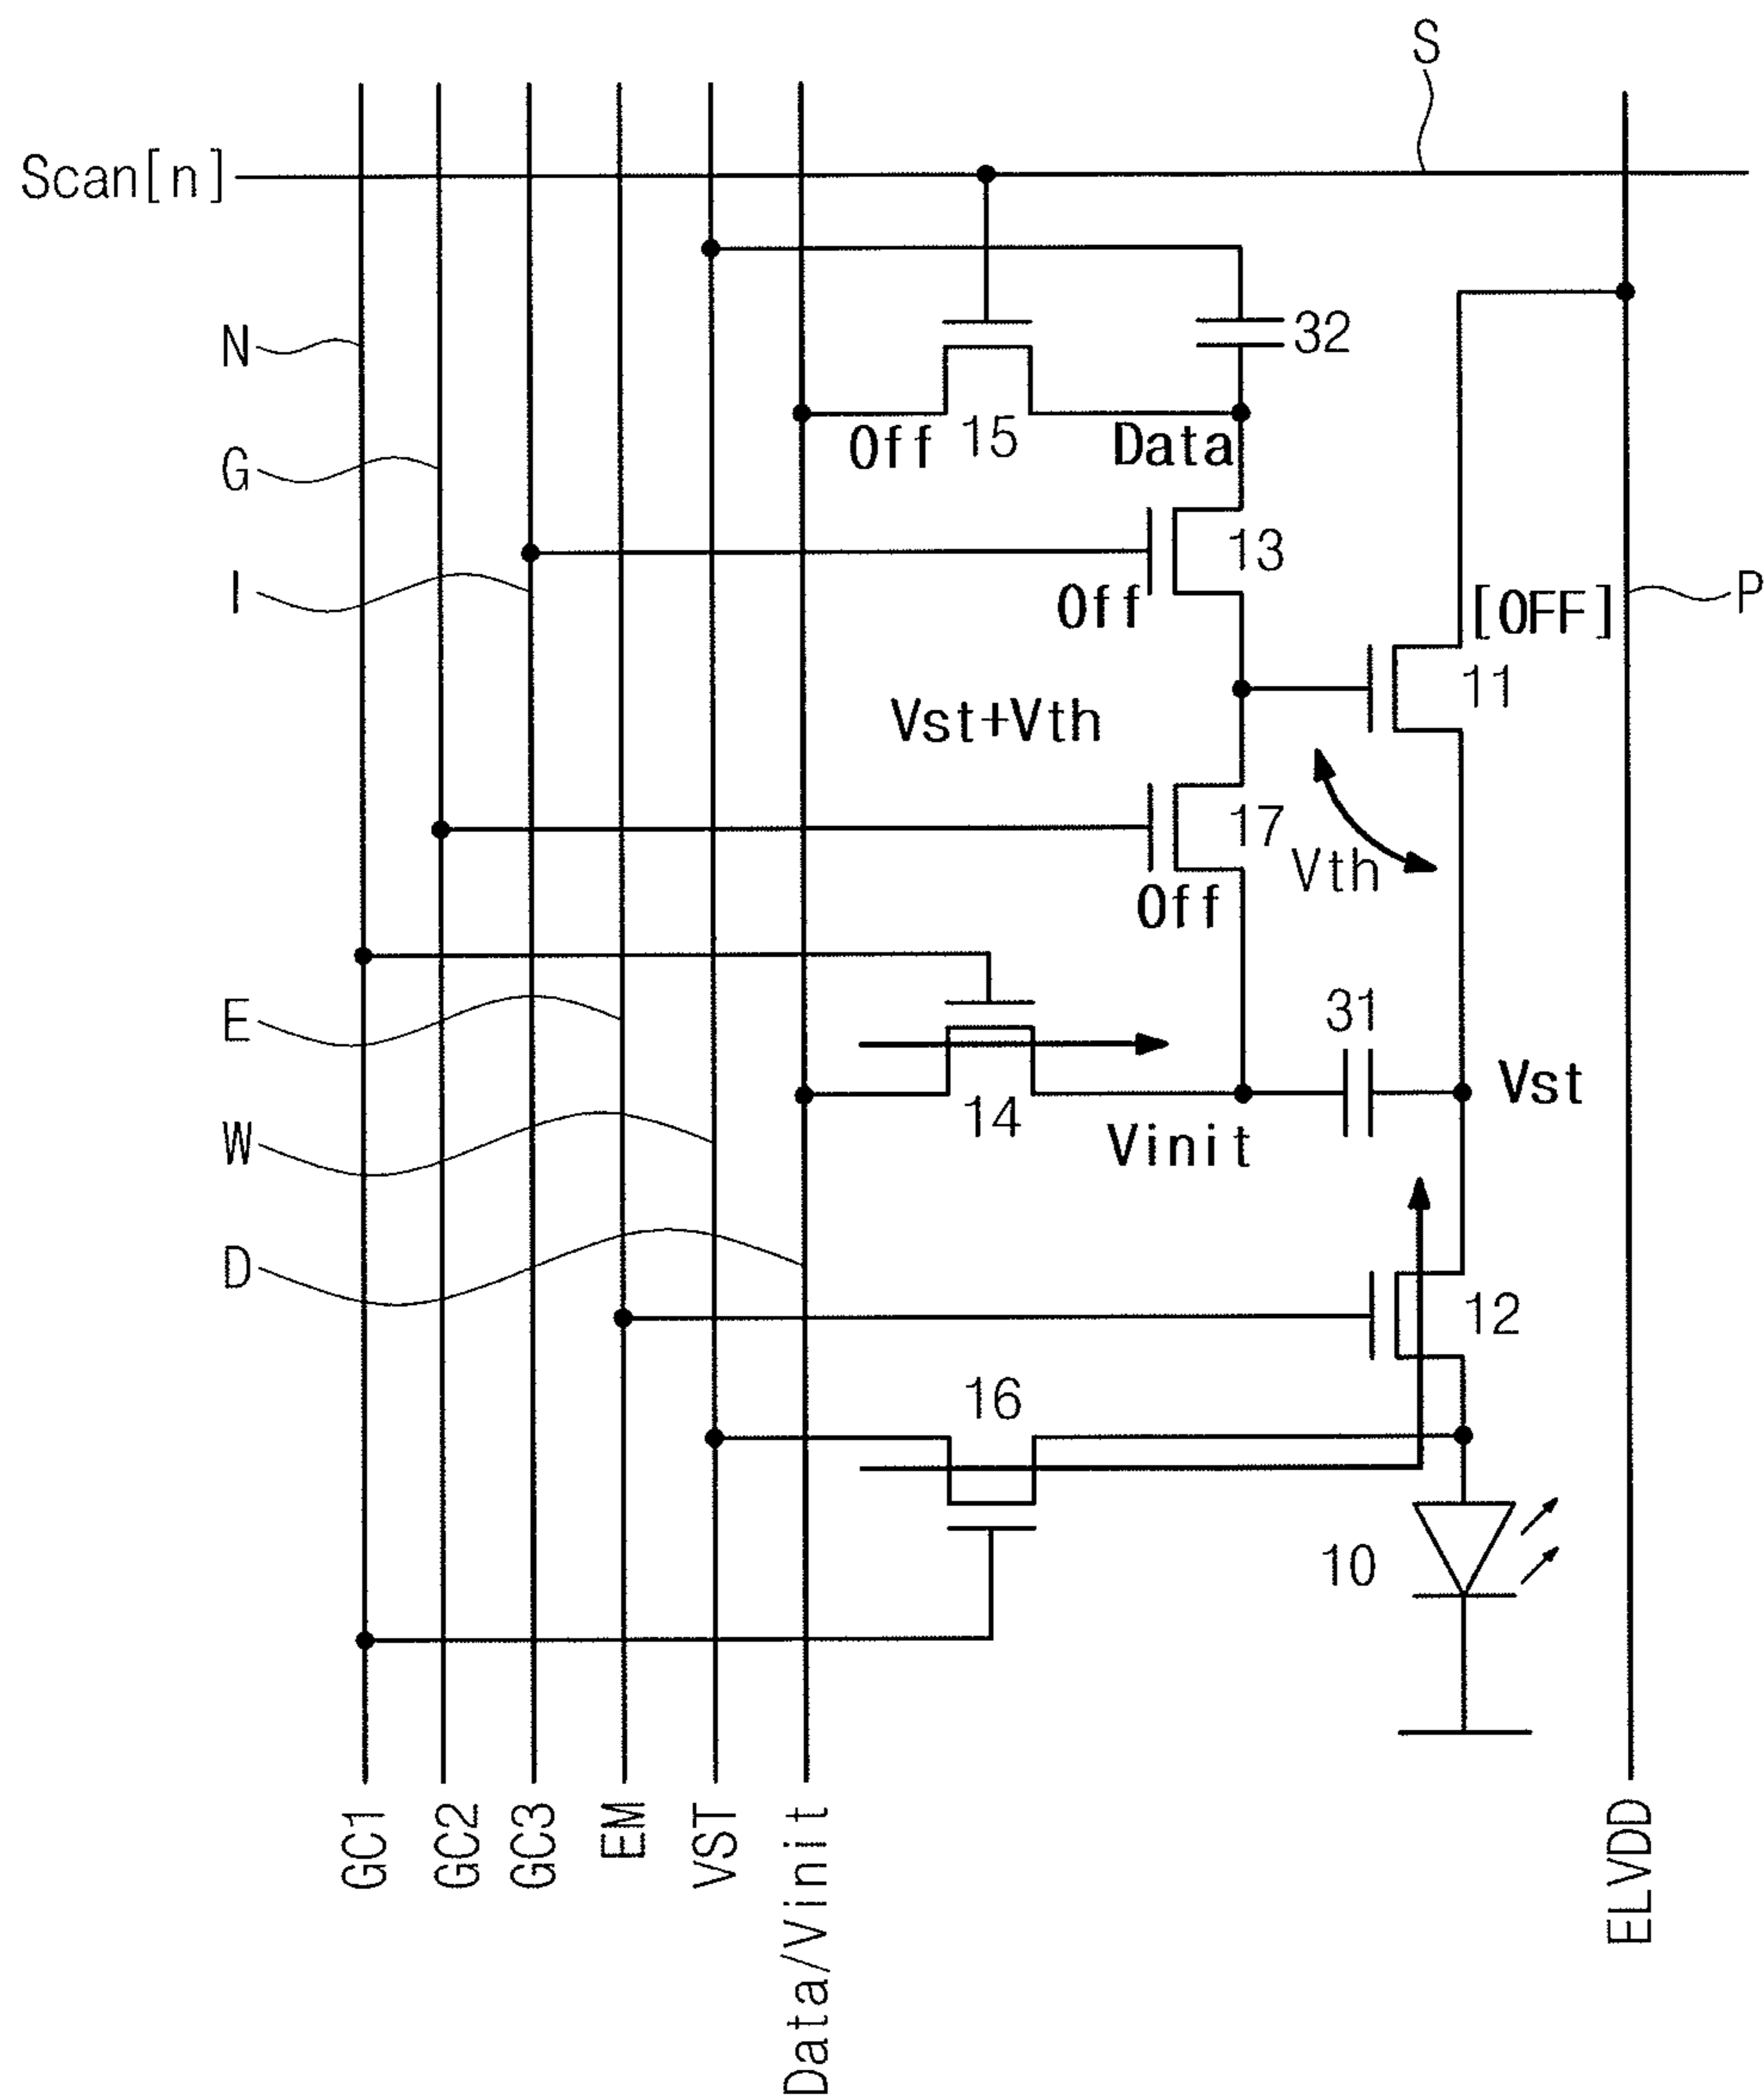 S
Scan[n]
N
32
Off
15
Data
G
13
Off
I
[OFF]
P
11
Vst+Vth
17
Vth
Off
E
31
Vst
14
Vinit
W
D
12
16
10
GC1
GC2
GC3
EM
VST
Data/Vinit
ELVDD